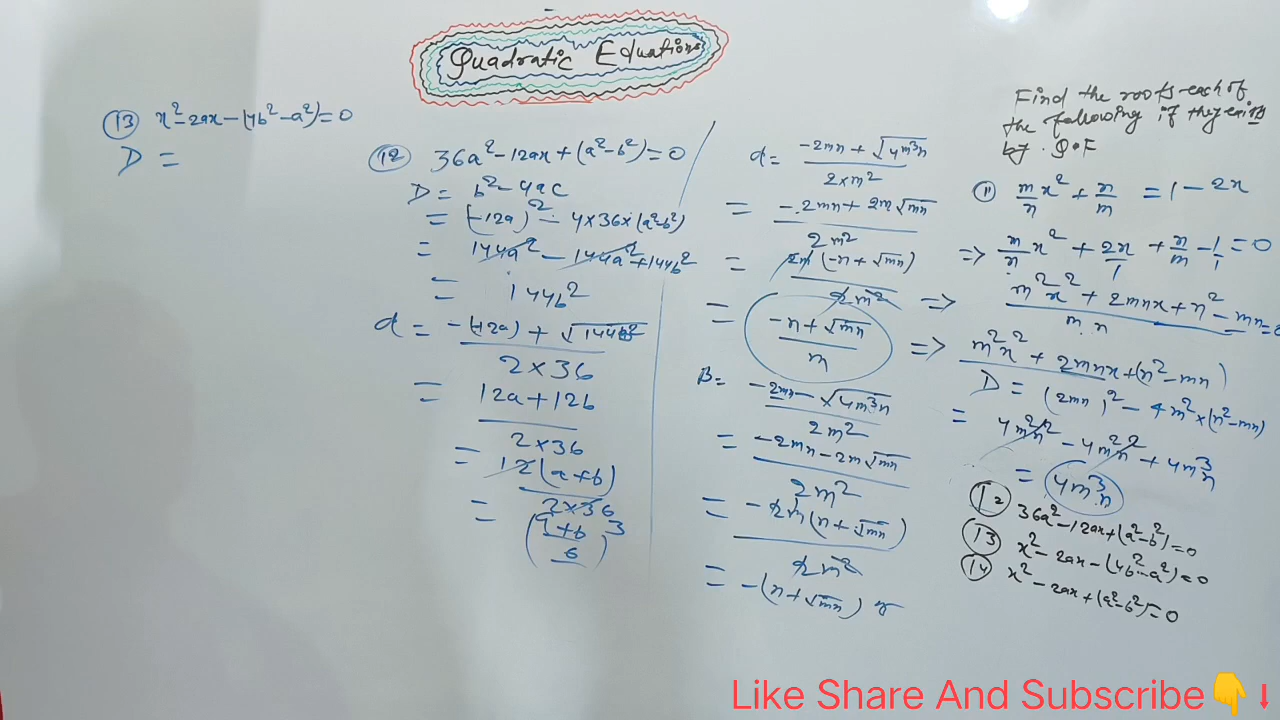 Quadratic Equations
(13) x²-2ax-(4b²-a²)=0
D =
(12) 36a²-12ax+(a²-b²)=0
D = b²-4ac
= (-12a)² - 4×36×(a²-b²)
= 144a² - 144a²+144b²
= 144b²
α = -(-12a) + √144b²
2×36
= 12a+12b
2×36
= 12(a+b)
2×36
3
6
α = -2mn + √4m³n
2×m²
= -2mn+2m√mn
2m²
= 2m(-n+√mn)
2m²
= -n+√mn
m
B = -2mn-√4m³n
2m²
= -2mn-2m√mn
2m²
= -2m(n+√mn)
2m²
= -(n+√mn)
Find the roots each of
the following if they exists
by. Q.F
(11) m/n x² + n/m = 1-2x
=> m/n x² + 2x/1 + n/m - 1/1 = 0
=> m²x² + 2mnx + n² - mn = 0
m.n
=> m²x² + 2mnx+(n²-mn)
D = (2mn)² - 4m²×(n²-mn)
= 4m²n² - 4m²n² + 4m³n
= 4m³n
(12) 36a²-12ax+(a²-b²)=0
(13) x²-2ax-(4b²-a²)=0
(14) x²-2ax+(a²-b²)=0
Like Share And Subscribe👇⬇